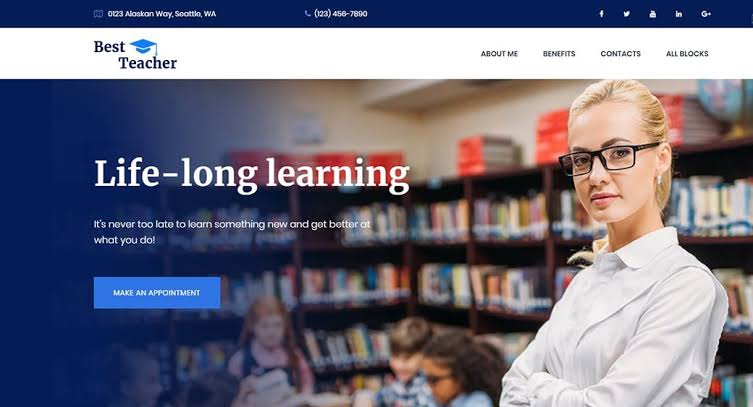 0123 Alaskan Way, Seattle, WA
(123) 456-7890
Best
Teacher
ABOUT ME
BENEFITS
CONTACTS
ALL BLOCKS
Life-long learning
It's never too late to learn something new and get better at
what you do!
MAKE AN APPOINTMENT